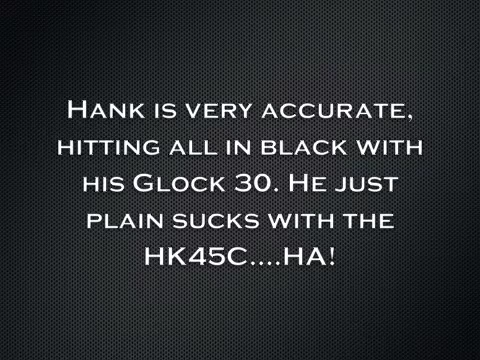 Hank is very accurate,
hitting all in black with
his Glock 30. He just
plain sucks with the
HK45C....HA!